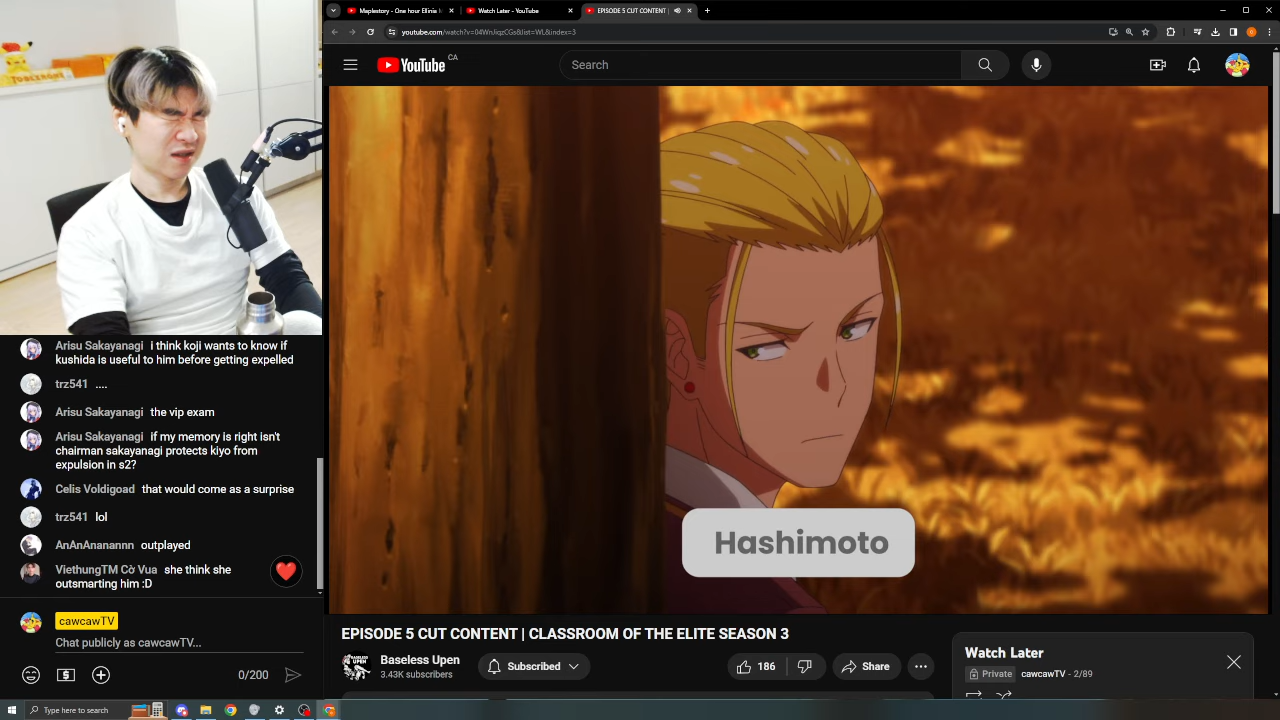 Maplestory - One hour Ellinia M
Watch Later - YouTube
EPISODE 5 CUT CONTENT |
youtube.com/watch?v=04WnJiqzCGs&list=WL&index=3
YouTube CA
Search
Hashimoto
Arisu Sakayanagi i think koji wants to know if
kushida is useful to him before getting expelled
trz541 ....
Arisu Sakayanagi the vip exam
Arisu Sakayanagi if my memory is right isn't
chairman sakayanagi protects kiyo from
expulsion in s2?
Celis Voldigoad that would come as a surprise
trz541 lol
AnAnAnanannn outplayed
ViethungTM Cờ Vua she think she
outsmarting him :D
cawcawTV
Chat publicly as cawcawTV...
0/200
EPISODE 5 CUT CONTENT | CLASSROOM OF THE ELITE SEASON 3
Baseless Upen
3.43K subscribers
Subscribed
186
Share
Watch Later
Private cawcawTV - 2/89
Type here to search